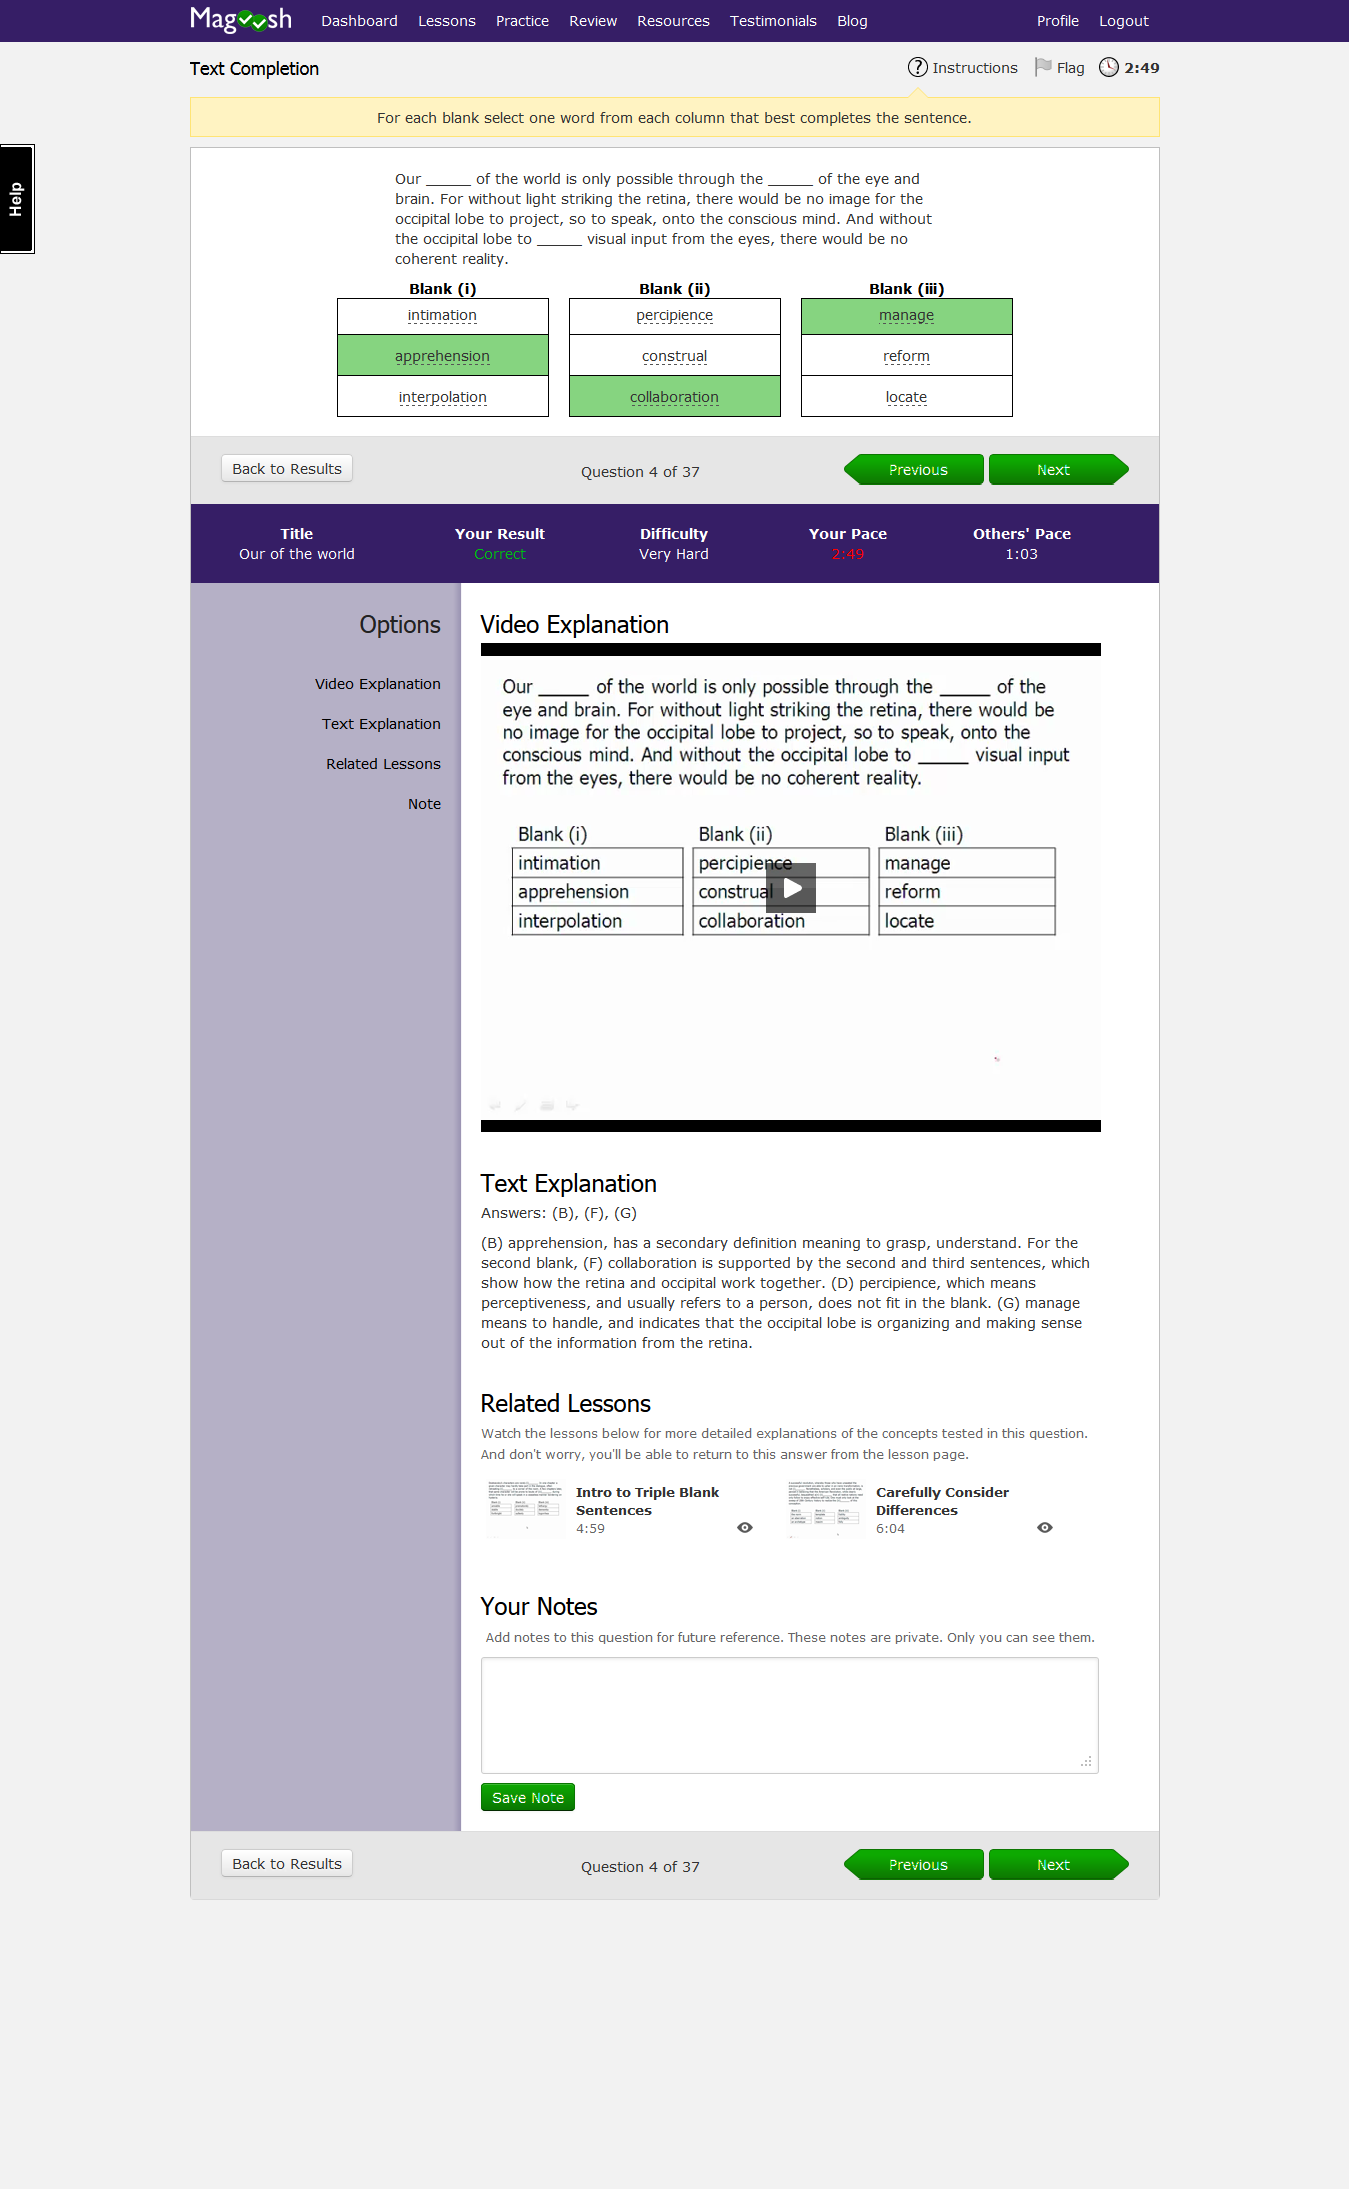 Magoosh Dashboard Lessons Practice Review Resources Testimonials Blog Profile Logout
Text Completion Instructions Flag 2:49
For each blank select one word from each column that best completes the sentence.
Help
Our _____ of the world is only possible through the _____ of the eye and
brain. For without light striking the retina, there would be no image for the
occipital lobe to project, so to speak, onto the conscious mind. And without
the occipital lobe to _____ visual input from the eyes, there would be no
coherent reality.
Blank (i) Blank (ii) Blank (iii)
intimation percipience manage
apprehension construal reform
interpolation collaboration locate
Back to Results Question 4 of 37 Previous Next
Title Your Result Difficulty Your Pace Others' Pace
Our of the world Correct Very Hard 2:49 1:03
Options
Video Explanation
Text Explanation
Related Lessons
Note
Video Explanation
Our _____ of the world is only possible through the _____ of the
eye and brain. For without light striking the retina, there would be
no image for the occipital lobe to project, so to speak, onto the
conscious mind. And without the occipital lobe to _____ visual input
from the eyes, there would be no coherent reality.
Blank (i) Blank (ii) Blank (iii)
intimation percipience manage
apprehension construal reform
interpolation collaboration locate
Text Explanation
Answers: (B), (F), (G)
(B) apprehension, has a secondary definition meaning to grasp, understand. For the
second blank, (F) collaboration is supported by the second and third sentences, which
show how the retina and occipital work together. (D) percipience, which means
perceptiveness, and usually refers to a person, does not fit in the blank. (G) manage
means to handle, and indicates that the occipital lobe is organizing and making sense
out of the information from the retina.
Related Lessons
Watch the lessons below for more detailed explanations of the concepts tested in this question.
And don't worry, you'll be able to return to this answer from the lesson page.
Intro to Triple Blank
Sentences
4:59
Carefully Consider
Differences
6:04
Your Notes
Add notes to this question for future reference. These notes are private. Only you can see them.
Save Note
Back to Results Question 4 of 37 Previous Next